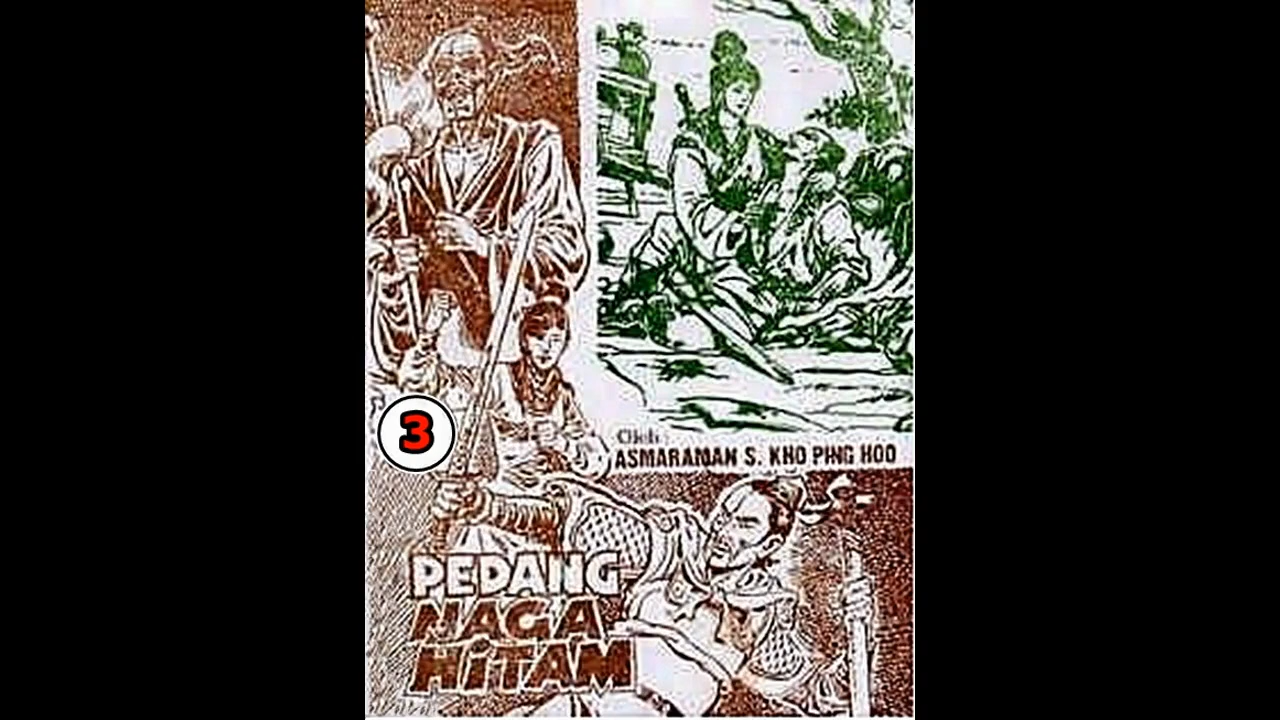 3
Oleh :
ASMARAMAN S. KHO PING HOO
PEDANG
NAGA
HITAM